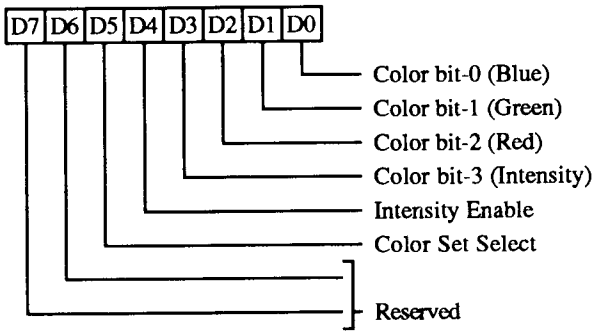 D7 D6 D5 D4 D3 D2 D1 D0
Color bit-0 (Blue)
Color bit-1 (Green)
Color bit-2 (Red)
Color bit-3 (Intensity)
Intensity Enable
Color Set Select
Reserved